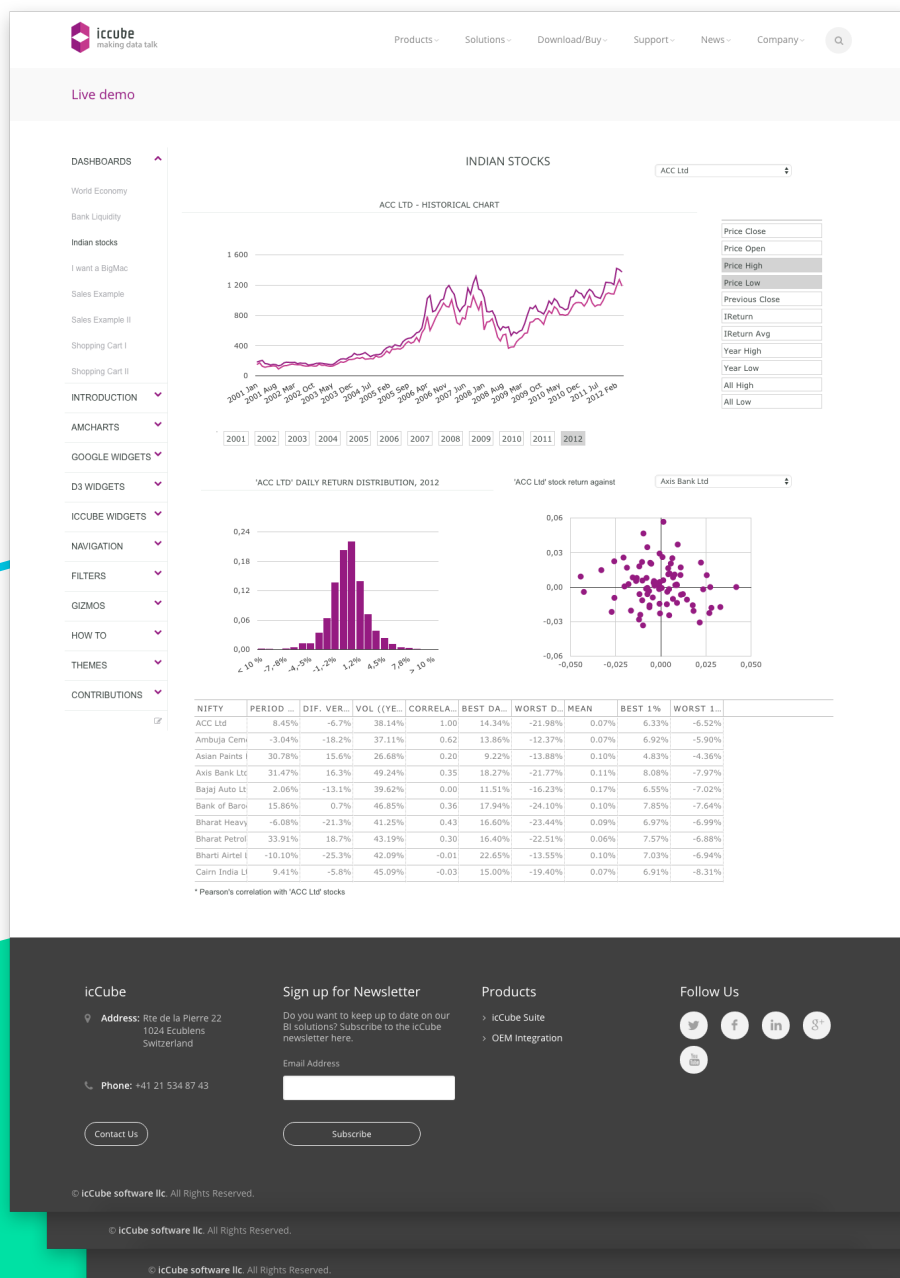 iccube
making data talk
Products
Solutions
Download/Buy
Support
News
Company
Live demo
DASHBOARDS
World Economy
Bank Liquidity
Indian stocks
I want a BigMac
Sales Example
Sales Example II
Shopping Cart I
Shopping Cart II
INTRODUCTION
AMCHARTS
GOOGLE WIDGETS
D3 WIDGETS
ICCUBE WIDGETS
NAVIGATION
FILTERS
GIZMOS
HOW TO
THEMES
CONTRIBUTIONS
INDIAN STOCKS
ACC Ltd
ACC LTD - HISTORICAL CHART
1 600
1 200
800
400
0
2001 Jan
2001 Aug
2002 Mar
2002 Oct
2003 May
2003 Dec
2004 Jul
2005 Feb
2005 Sep
2006 Apr
2006 Nov
2007 Jun
2008 Jan
2008 Aug
2009 Mar
2009 Oct
2010 May
2010 Dec
2011 Jul
2012 Feb
Price Close
Price Open
Price High
Price Low
Previous Close
IReturn
IReturn Avg
Year High
Year Low
All High
All Low
2001 2002 2003 2004 2005 2006 2007 2008 2009 2010 2011 2012
'ACC LTD' DAILY RETURN DISTRIBUTION, 2012
0,24
0,18
0,12
0,06
0,00
< 10 %
-7,-8%
-4,-5%
-1,-2%
1,2%
4,5%
7,8%
> 10 %
'ACC Ltd' stock return against
Axis Bank Ltd
0,06
0,03
0,00
-0,03
-0,06
-0,050 -0,025 0,000 0,025 0,050
NIFTY PERIOD ... DIF. VER... VOL ((YE... CORRELA... BEST DA... WORST D... MEAN BEST 1% WORST 1...
ACC Ltd 8.45% -6.7% 38.14% 1.00 14.34% -21.98% 0.07% 6.33% -6.52%
Ambuja Cem -3.04% -18.2% 37.11% 0.62 13.86% -12.37% 0.07% 6.92% -5.90%
Asian Paints 30.78% 15.6% 26.68% 0.20 9.22% -13.88% 0.10% 4.83% -4.36%
Axis Bank Ltd 31.47% 16.3% 49.24% 0.35 18.27% -21.77% 0.11% 8.08% -7.97%
Bajaj Auto Lt 2.06% -13.1% 39.62% 0.00 11.51% -16.23% 0.17% 6.55% -7.02%
Bank of Baro 15.86% 0.7% 46.85% 0.36 17.94% -24.10% 0.10% 7.85% -7.64%
Bharat Heavy -6.08% -21.3% 41.25% 0.43 16.60% -23.44% 0.09% 6.97% -6.99%
Bharat Petrol 33.91% 18.7% 43.19% 0.30 16.40% -22.51% 0.06% 7.57% -6.88%
Bharti Airtel -10.10% -25.3% 42.09% -0.01 22.65% -13.55% 0.10% 7.03% -6.94%
Cairn India L 9.41% -5.8% 45.09% -0.03 15.00% -19.40% 0.07% 6.91% -8.31%
* Pearson's correlation with 'ACC Ltd' stocks
icCube
Address: Rte de la Pierre 22
1024 Ecublens
Switzerland
Phone: +41 21 534 87 43
Contact Us
Sign up for Newsletter
Do you want to keep up to date on our
BI solutions? Subscribe to the icCube
newsletter here.
Email Address
Subscribe
Products
> icCube Suite
> OEM Integration
Follow Us
f
in
g+
You
© icCube software llc. All Rights Reserved.
© icCube software llc. All Rights Reserved.
© icCube software llc. All Rights Reserved.